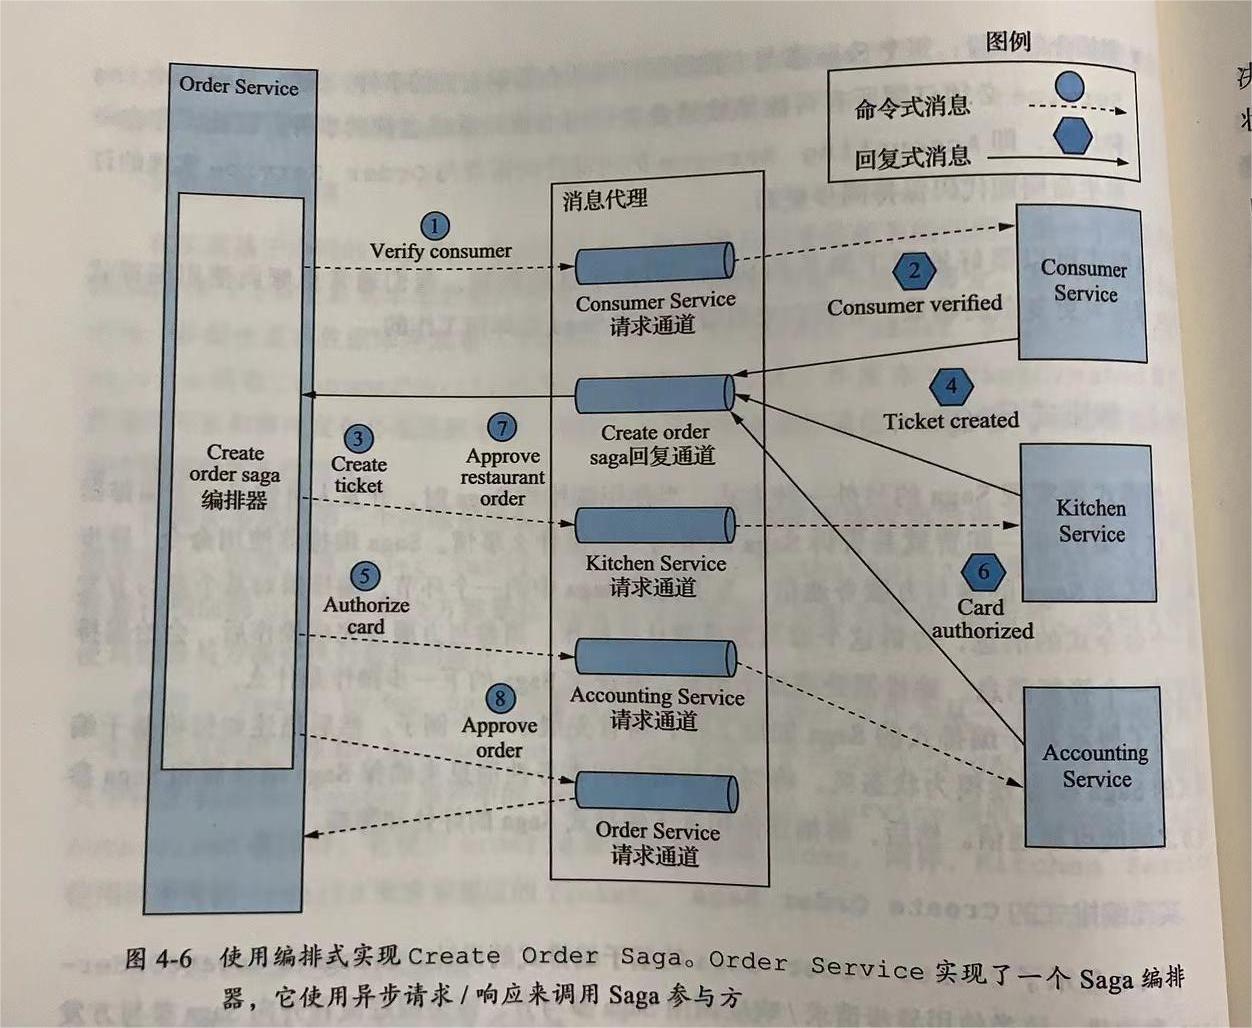 图例
命令式消息
回复式消息
Order Service
消息代理
1
Verify consumer
Consumer Service
请求通道
2
Consumer verified
Consumer
Service
Create order
saga回复通道
4
Ticket created
3
Create
ticket
7
Approve
restaurant
order
Create
order saga
编排器
Kitchen Service
请求通道
Kitchen
Service
5
Authorize
card
6
Card
authorized
Accounting Service
请求通道
8
Approve
order
Accounting
Service
Order Service
请求通道
图 4-6 使用编排式实现 Create Order Saga。Order Service 实现了一个 Saga 编排
器，它使用异步请求/响应来调用 Saga 参与方